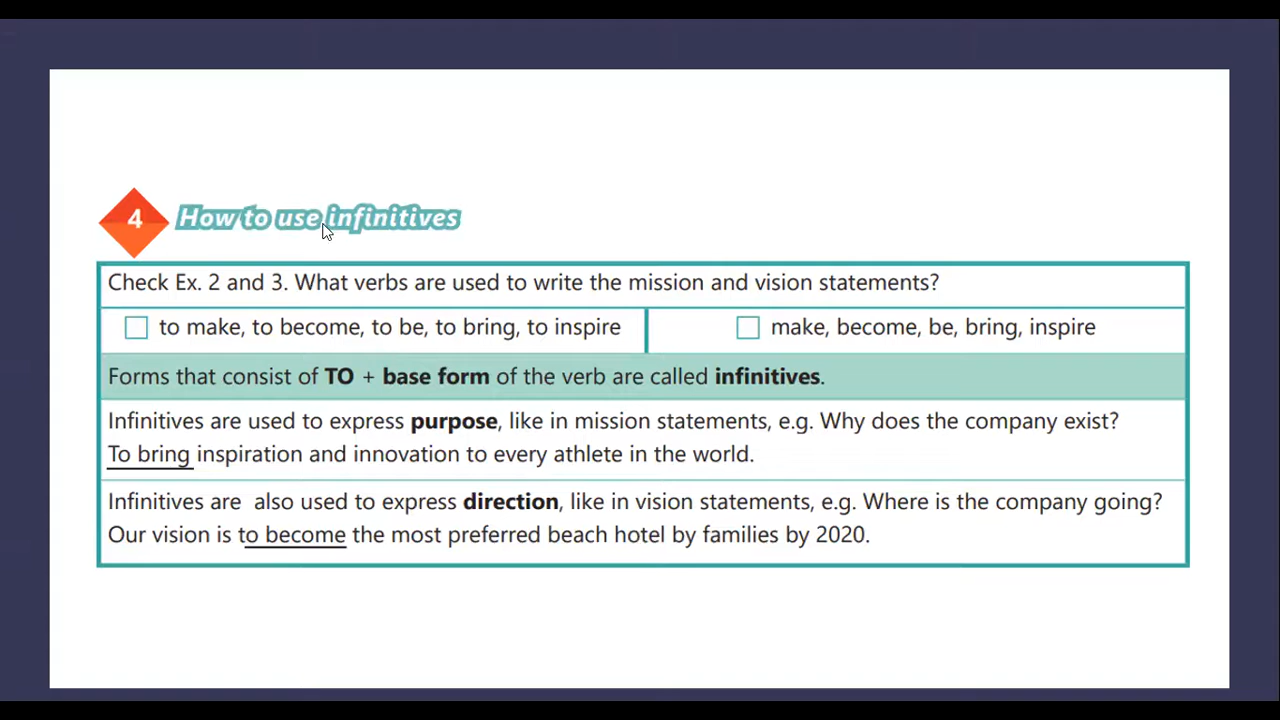 4 How to use infinitives
Check Ex. 2 and 3. What verbs are used to write the mission and vision statements?
to make, to become, to be, to bring, to inspire
make, become, be, bring, inspire
Forms that consist of TO + base form of the verb are called infinitives.
Infinitives are used to express purpose, like in mission statements, e.g. Why does the company exist?
To bring inspiration and innovation to every athlete in the world.
Infinitives are also used to express direction, like in vision statements, e.g. Where is the company going?
Our vision is to become the most preferred beach hotel by families by 2020.